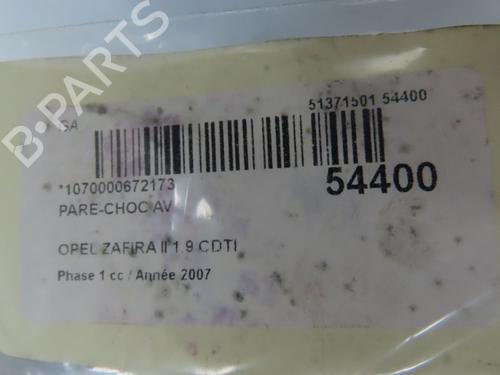 B-PARTS
51371501 54400
*1070000672173
54400
PARE-CHOC AV
OPEL ZAFIRA II 1.9 CDTI
Phase 1 cc / Année 2007